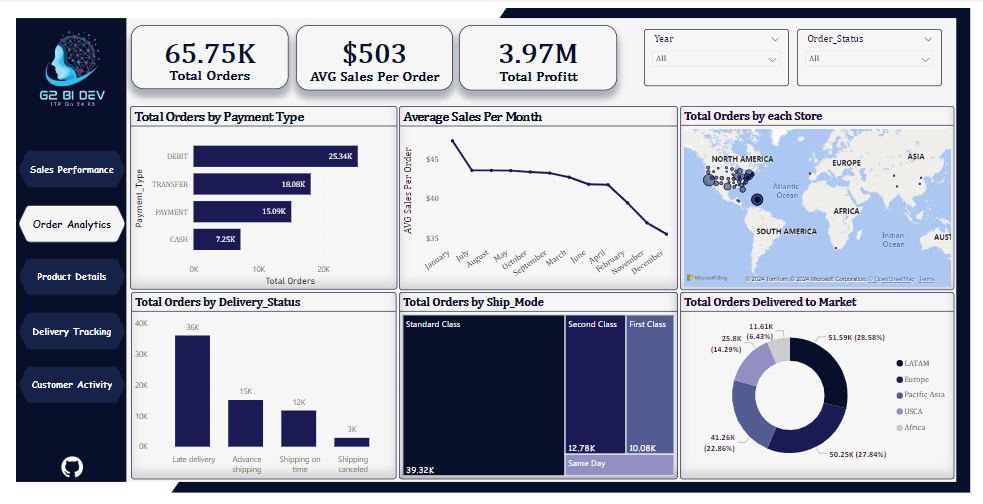 G2 BI DEV
ITP Qn 24 R3
Sales Performance
Order Analytics
Product Details
Delivery Tracking
Customer Activity
65.75K
Total Orders
$503
AVG Sales Per Order
3.97M
Total Profitt
Year
All
Order_Status
All
Total Orders by Payment Type
Payment_Type
DEBIT
25.34K
TRANSFER
18.08K
PAYMENT
15.09K
CASH
7.25K
0K
10K
20K
Total Orders
Average Sales Per Month
AVG Sales Per Order
$45
$40
$35
January
July
August
May
October
September
March
June
April
February
November
December
Total Orders by each Store
NORTH AMERICA
EUROPE
ASIA
Atlantic
Ocean
AFRICA
SOUTH AMERICA
Indian
Ocean
AUST
Microsoft Bing
© 2024 TomTom, © 2024 Microsoft Corporation, © OpenStreetMap Terms
Total Orders by Delivery_Status
40K
30K
20K
10K
0K
36K
15K
12K
3K
Late delivery
Advance
shipping
Shipping on
time
Shipping
canceled
Total Orders by Ship_Mode
Standard Class
39.32K
Second Class
12.78K
First Class
10.08K
Same Day
Total Orders Delivered to Market
11.61K
(6.43%)
51.59K (28.58%)
25.8K
(14.29%)
41.26K
(22.86%)
50.25K (27.84%)
LATAM
Europe
Pacific Asia
USCA
Africa